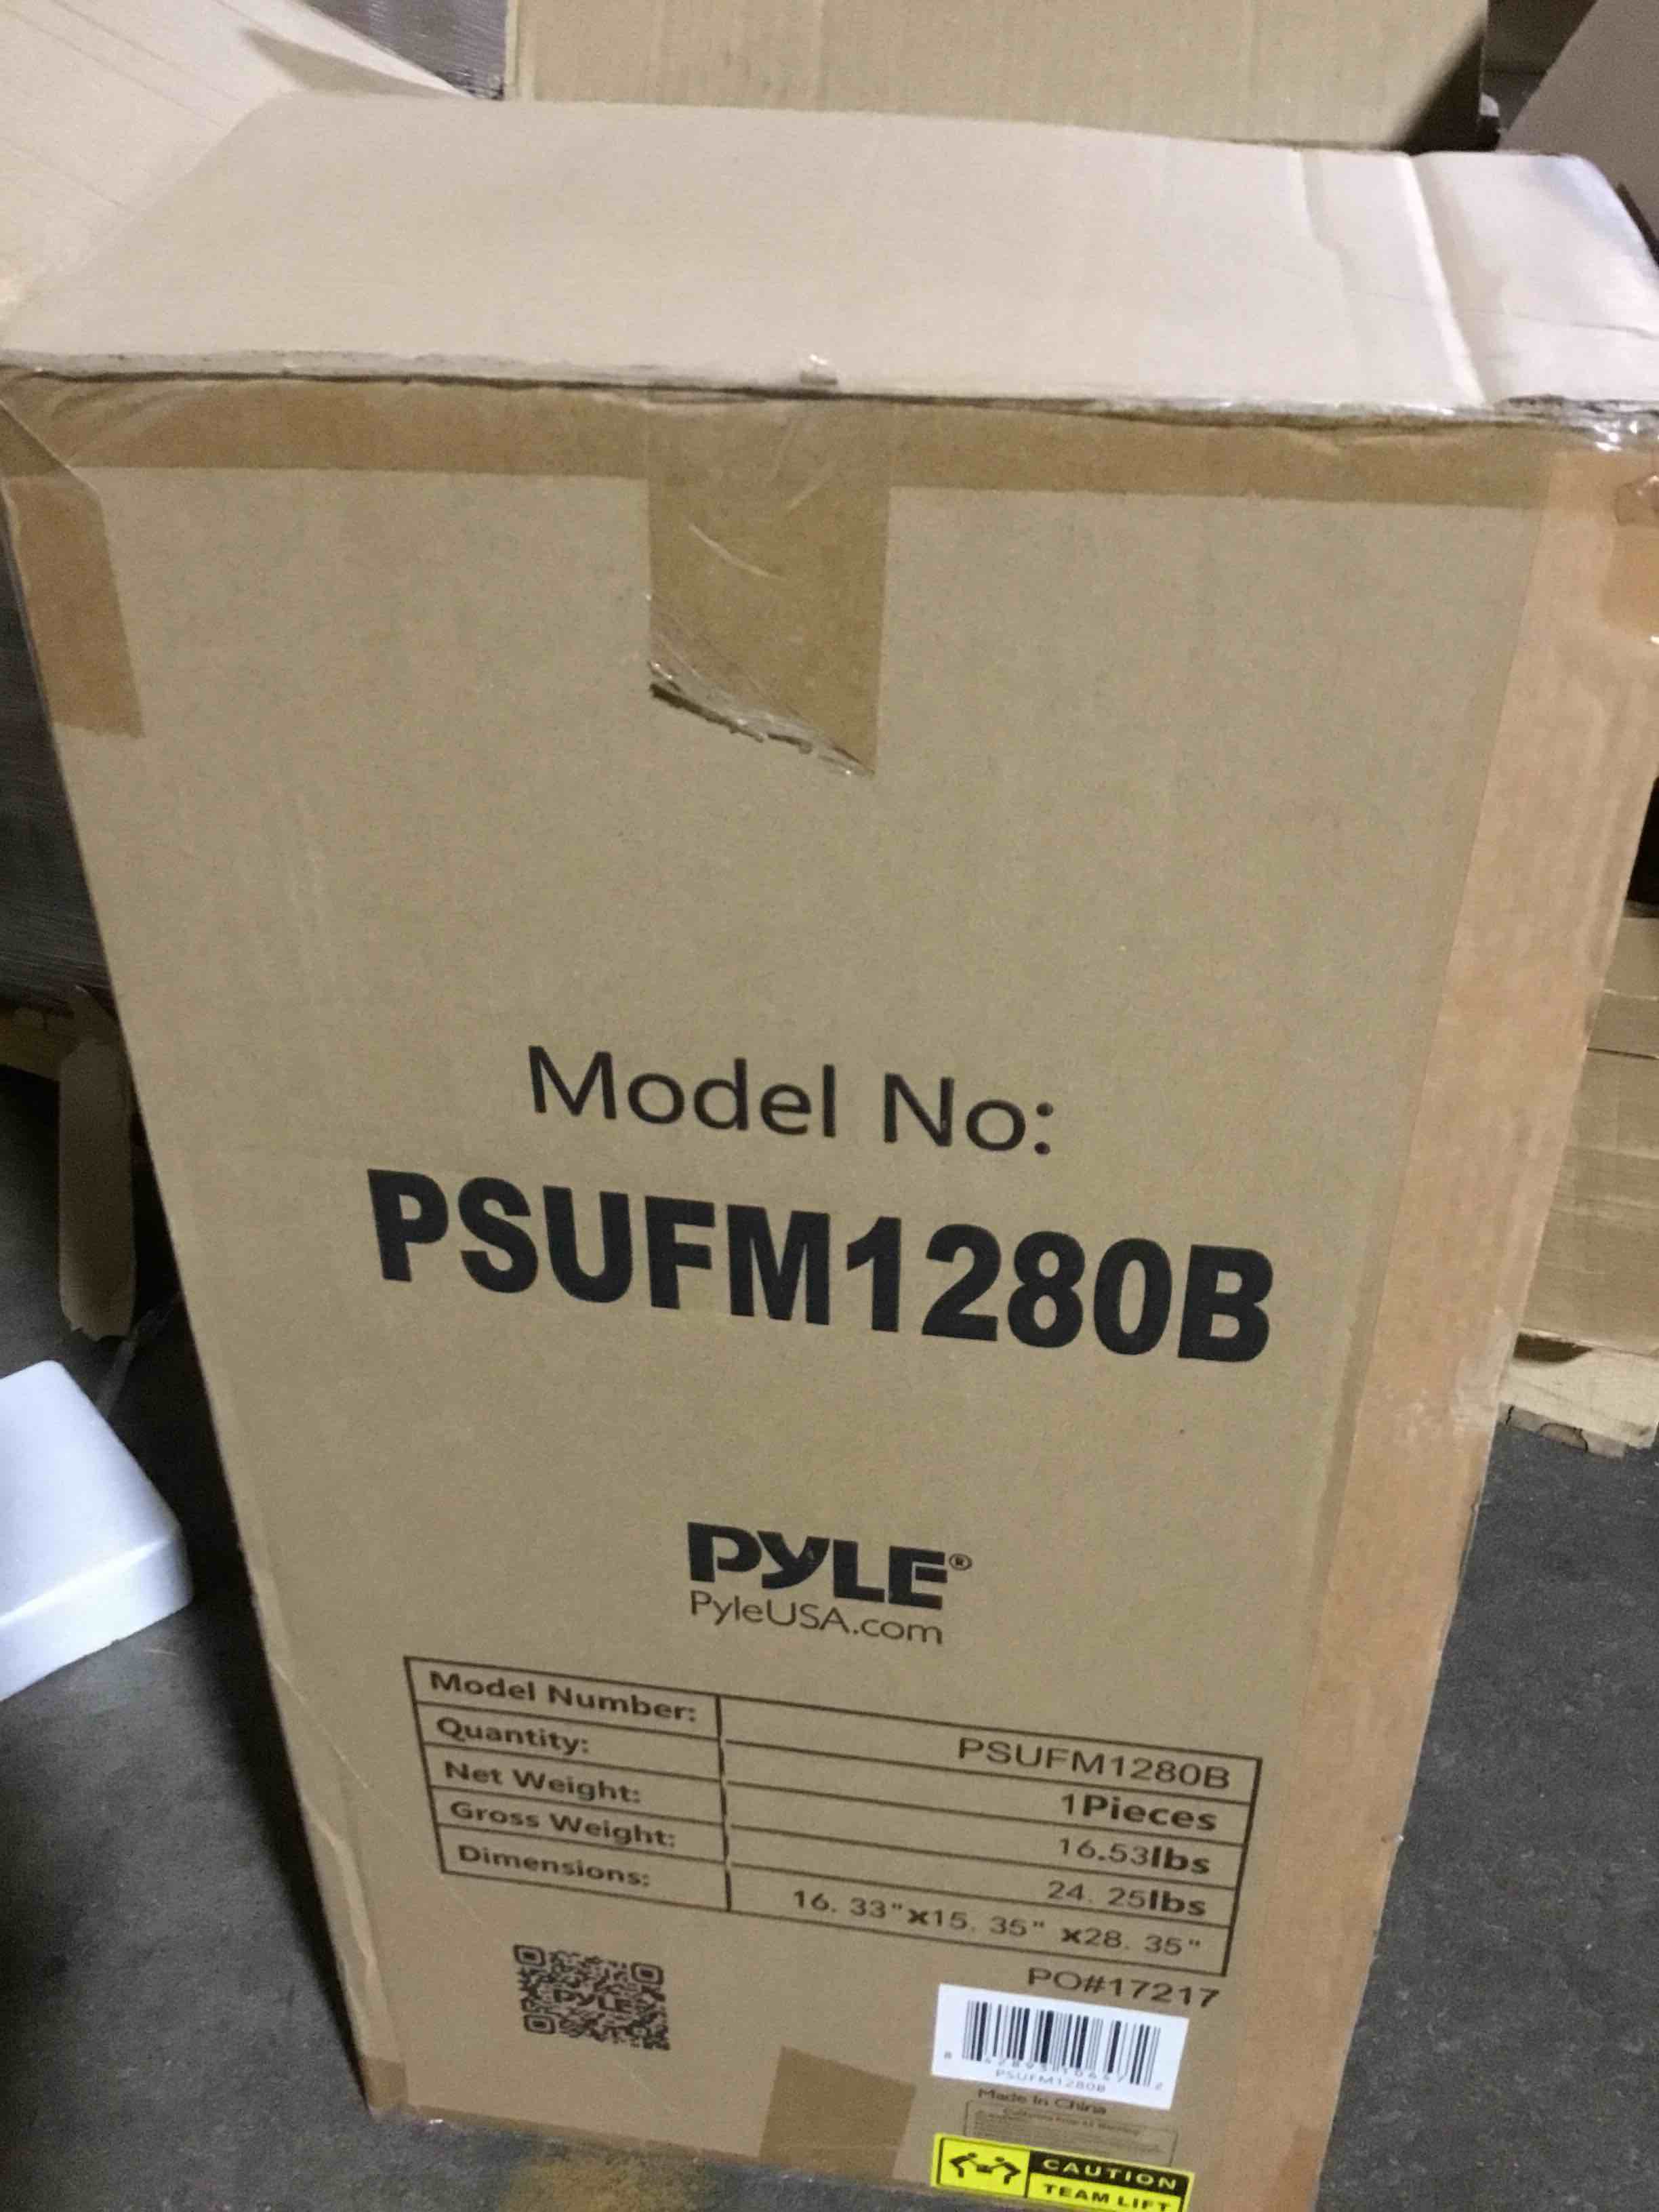 Model No:
PSUFM1280B
PYLE®
PyleUSA.com
Model Number: PSUFM1280B
Quantity: 1Pieces
Net Weight: 16.53lbs
Gross Weight: 24. 25lbs
Dimensions: 16. 33"x15. 35" x28. 35"
PO#17217
PYLE
PSUFM1280B
Made In China
CAUTION
TEAM LIFT